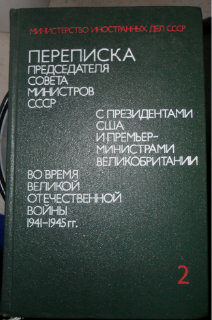 МИНИСТЕРСТВО ИНОСТРАННЫХ ДЕЛ СССР
ПЕРЕПИСКА
ПРЕДСЕДАТЕЛЯ
СОВЕТА
МИНИСТРОВ
СССР
С ПРЕЗИДЕНТАМИ
США
И ПРЕМЬЕР-
МИНИСТРАМИ
ВЕЛИКОБРИТАНИИ
ВО ВРЕМЯ
ВЕЛИКОЙ
ОТЕЧЕСТВЕННОЙ
ВОЙНЫ
1941-1945 гг.
2